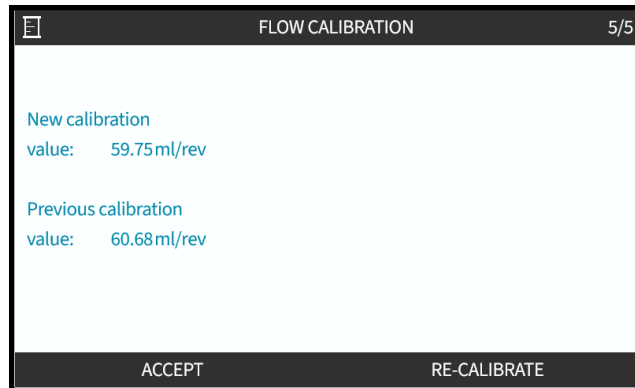 FLOW CALIBRATION 5/5
New calibration
value: 59.75 ml/rev
Previous calibration
value: 60.68 ml/rev
ACCEPT RE-CALIBRATE